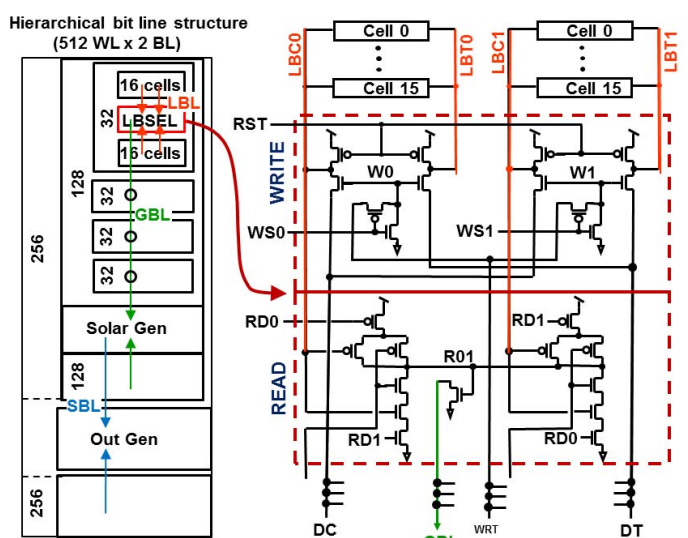 Hierarchical bit line structure
(512 WL x 2 BL)
16 cells
LBL
32
LBSEL
16 cells
128
32
GBL
32
32
256
Solar Gen
128
SBL
Out Gen
256
LBC0
Cell 0
Cell 15
LBT0
LBC1
Cell 0
Cell 15
LBT1
RST
WRITE
W0
W1
WS0
WS1
RD0
RD1
R01
READ
RD1
RD0
DC
WRT
DT